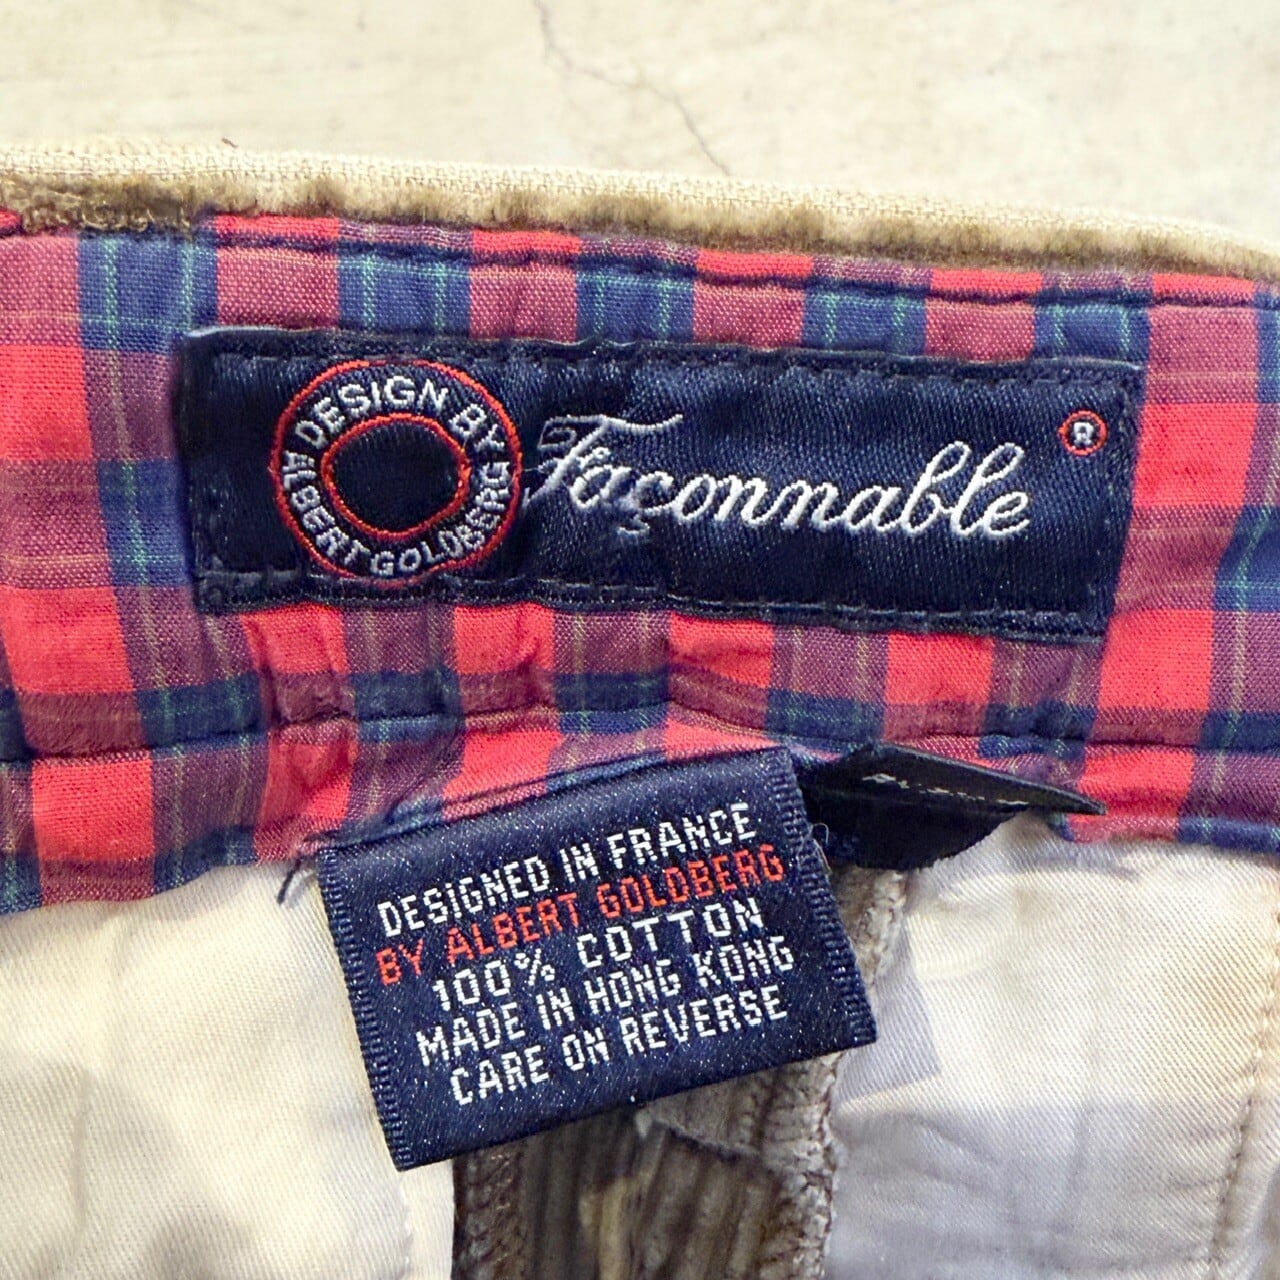 DESIGN BY
ALBERT GOLDBERG
Façonnable
R
DESIGNED IN FRANCE
BY ALBERT GOLDBERG
100% COTTON
MADE IN HONG KONG
CARE ON REVERSE